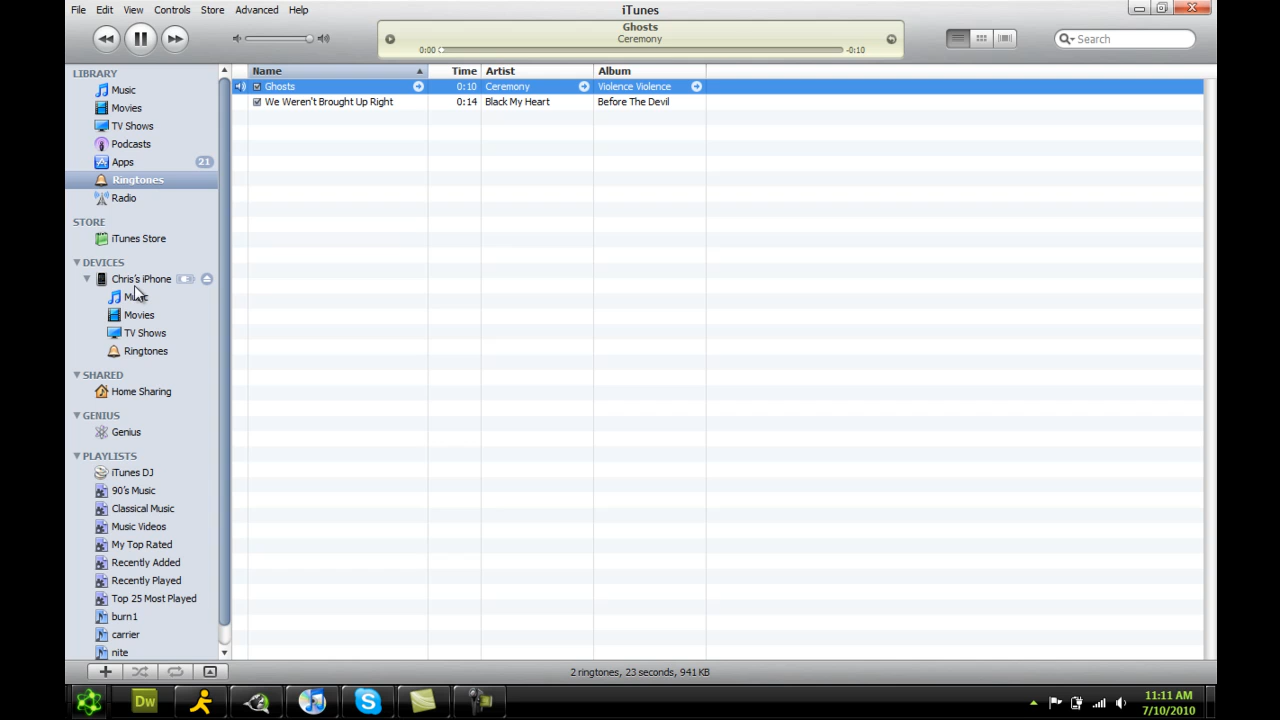 File Edit View Controls Store Advanced Help
iTunes
Ghosts
Ceremony
0:00
-0:10
Search
LIBRARY
Music
Movies
TV Shows
Podcasts
Apps 21
Ringtones
Radio
STORE
iTunes Store
DEVICES
Chris's iPhone
Music
Movies
TV Shows
Ringtones
SHARED
Home Sharing
GENIUS
Genius
PLAYLISTS
iTunes DJ
90's Music
Classical Music
Music Videos
My Top Rated
Recently Added
Recently Played
Top 25 Most Played
burn1
carrier
nite
Name Time Artist Album
Ghosts 0:10 Ceremony Violence Violence
We Weren't Brought Up Right 0:14 Black My Heart Before The Devil
2 ringtones, 23 seconds, 941 KB
Dw
11:11 AM
7/10/2010